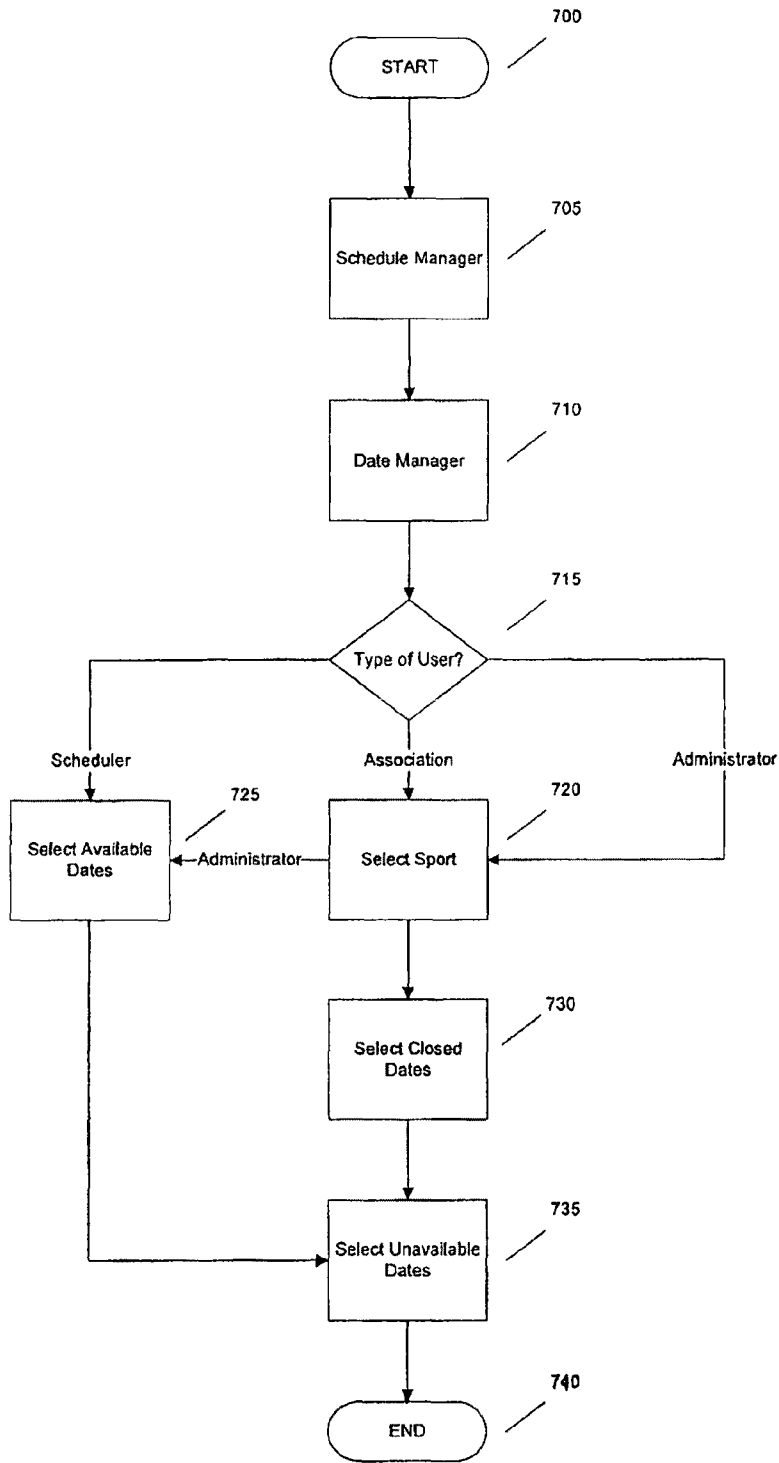 700
START
705
Schedule Manager
710
Date Manager
715
Type of User?
Scheduler
Association
Administrator
725
720
Select Available
Dates
Administrator
Select Sport
730
Select Closed
Dates
735
Select Unavailable
Dates
740
END